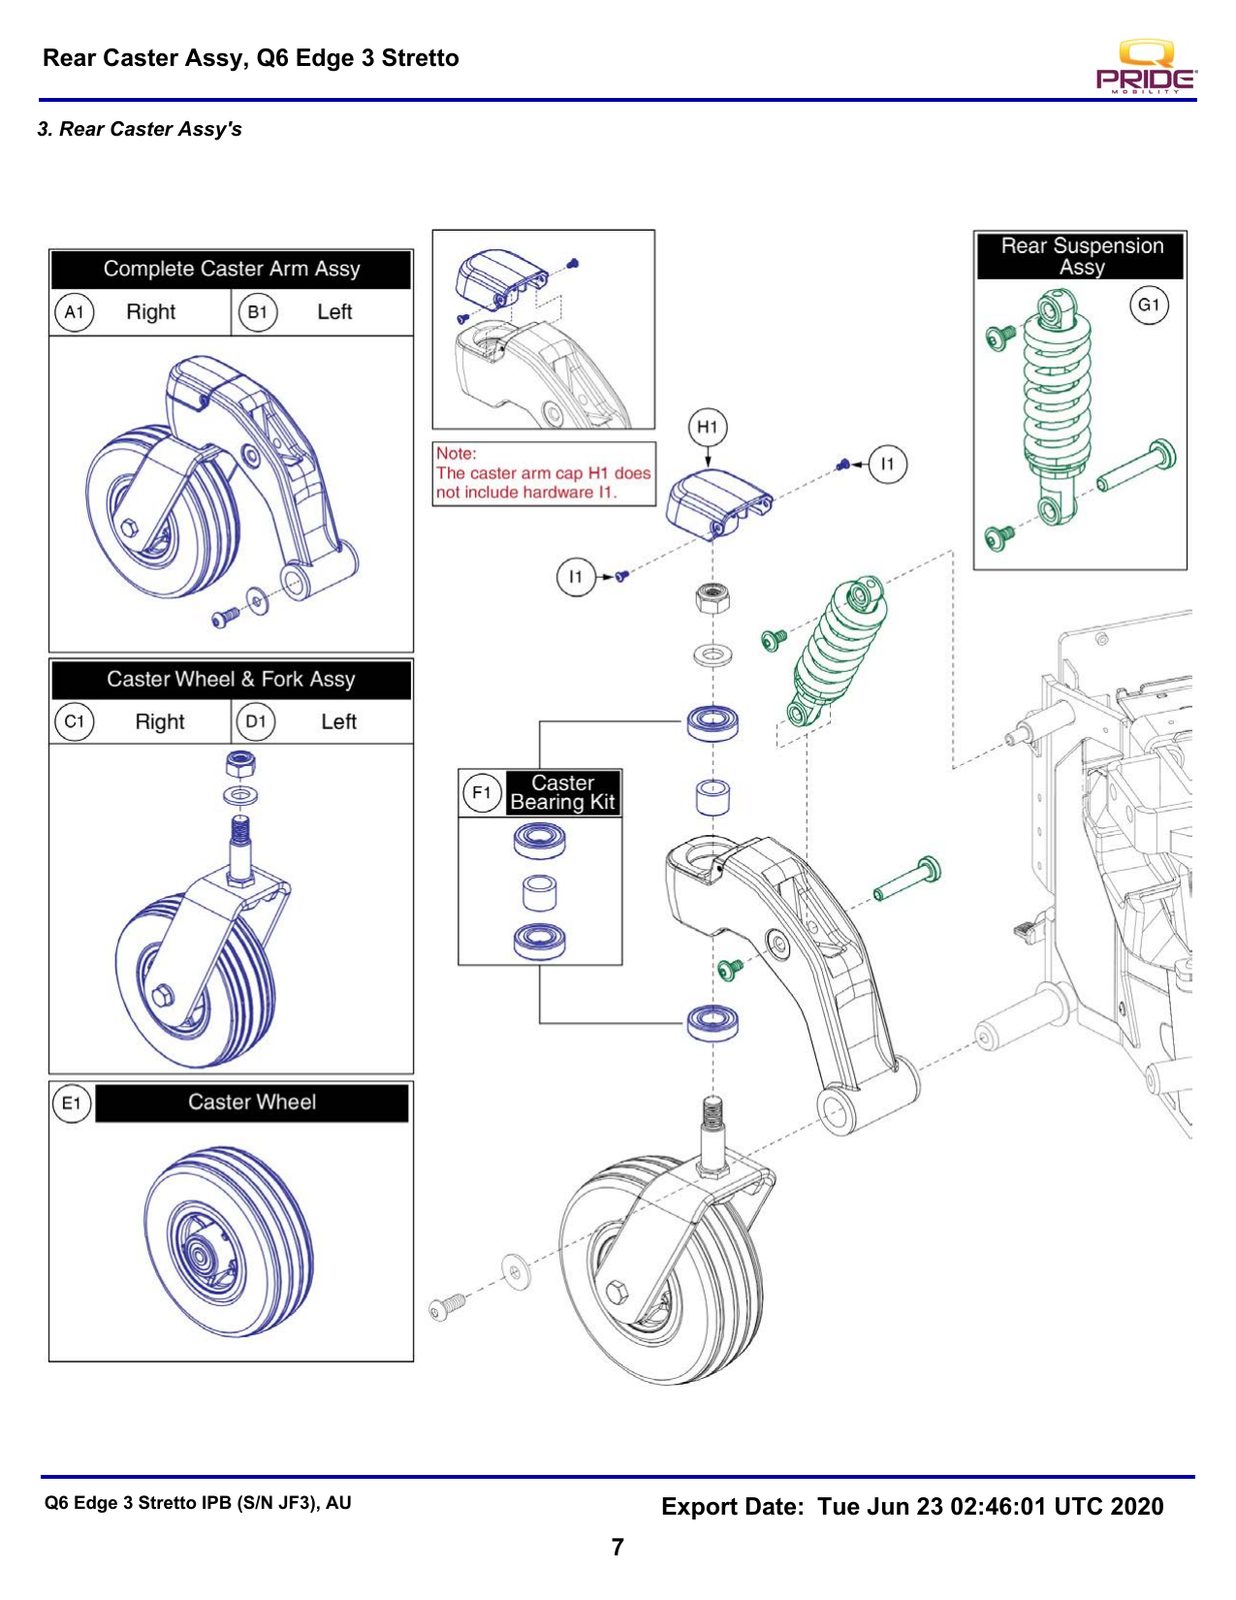 Rear Caster Assy, Q6 Edge 3 Stretto
PRIDE
MOBILITY
3. Rear Caster Assy's
Complete Caster Arm Assy
A1 Right B1 Left
Note:
The caster arm cap H1 does
not include hardware I1.
H1
I1
I1
Rear Suspension
Assy
G1
Caster Wheel & Fork Assy
C1 Right D1 Left
F1 Caster
Bearing Kit
E1 Caster Wheel
Q6 Edge 3 Stretto IPB (S/N JF3), AU
Export Date: Tue Jun 23 02:46:01 UTC 2020
7